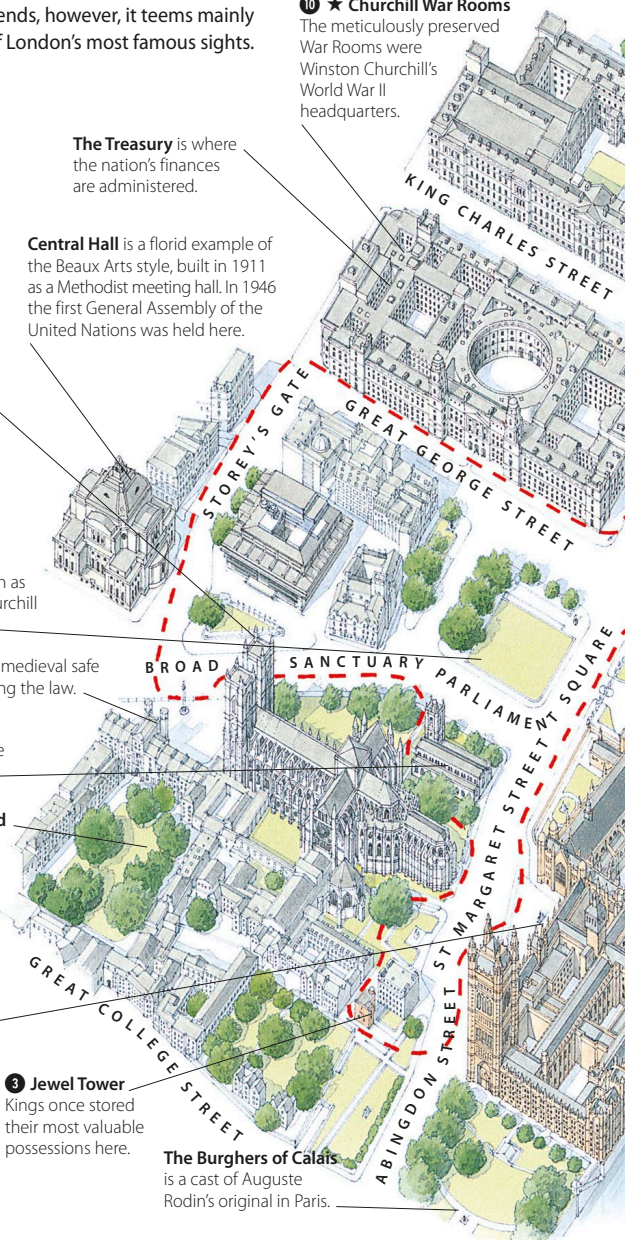 ends, however, it teems mainly
f London's most famous sights.
10 ★ Churchill War Rooms
The meticulously preserved
War Rooms were
Winston Churchill's
World War II
headquarters.
The Treasury is where
the nation's finances
are administered.
KING CHARLES STREET
Central Hall is a florid example of
the Beaux Arts style, built in 1911
as a Methodist meeting hall. In 1946
the first General Assembly of the
United Nations was held here.
STOREY'S GATE
GREAT GEORGE STREET
as
urchill
medieval safe
ng the law.
BROAD SANCTUARY
PARLIAMENT SQUARE
e
d
ST MARGARET STREET
GREAT COLLEGE STREET
ABINGDON STREET
3 Jewel Tower
Kings once stored
their most valuable
possessions here.
The Burghers of Calais
is a cast of Auguste
Rodin's original in Paris.